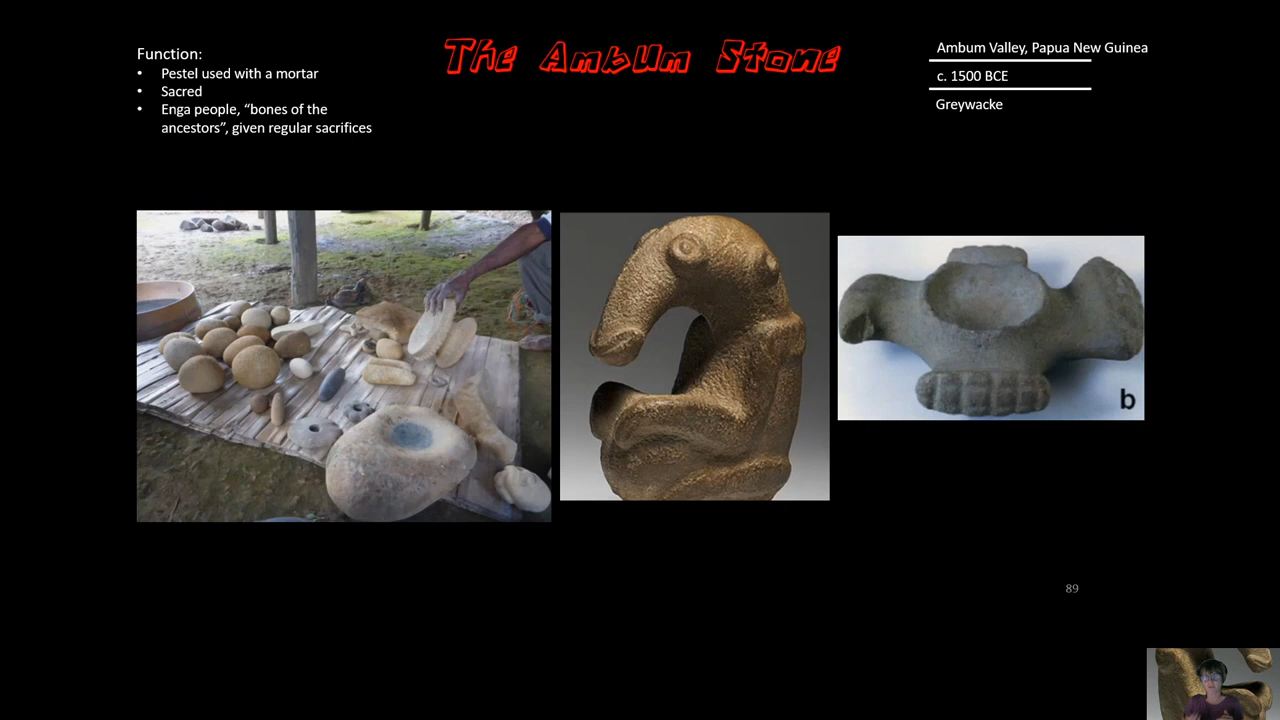 The Ambum Stone
Function:
• Pestel used with a mortar
• Sacred
• Enga people, “bones of the
ancestors”, given regular sacrifices
Ambum Valley, Papua New Guinea
c. 1500 BCE
Greywacke
b
89